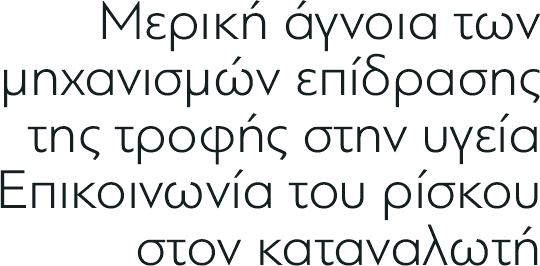 Μερική άγνοια των
μηχανισμών επίδρασης
της τροφής στην υγεία
Επικοινωνία του ρίσκου
στον καταναλωτή